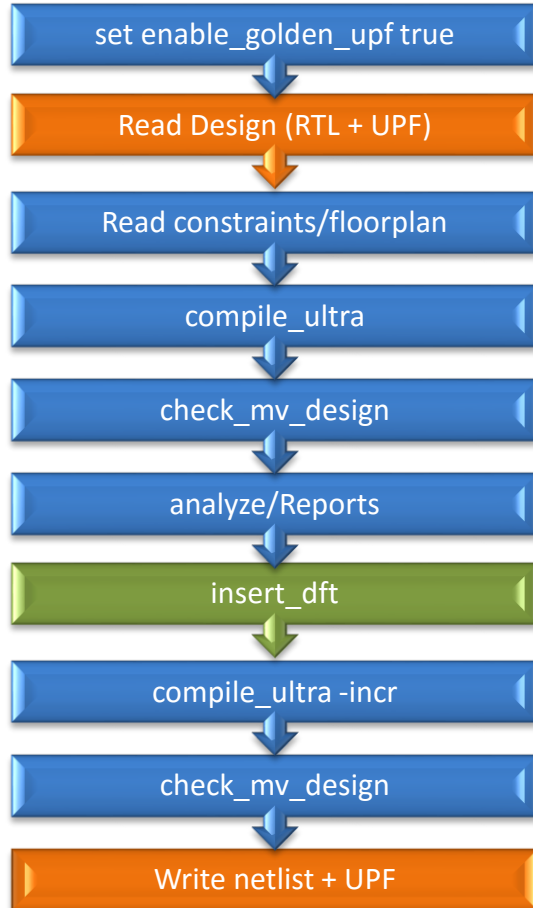 set enable_golden_upf true
Read Design (RTL + UPF)
Read constraints/floorplan
compile_ultra
check_mv_design
analyze/Reports
insert_dft
compile_ultra -incr
check_mv_design
Write netlist + UPF